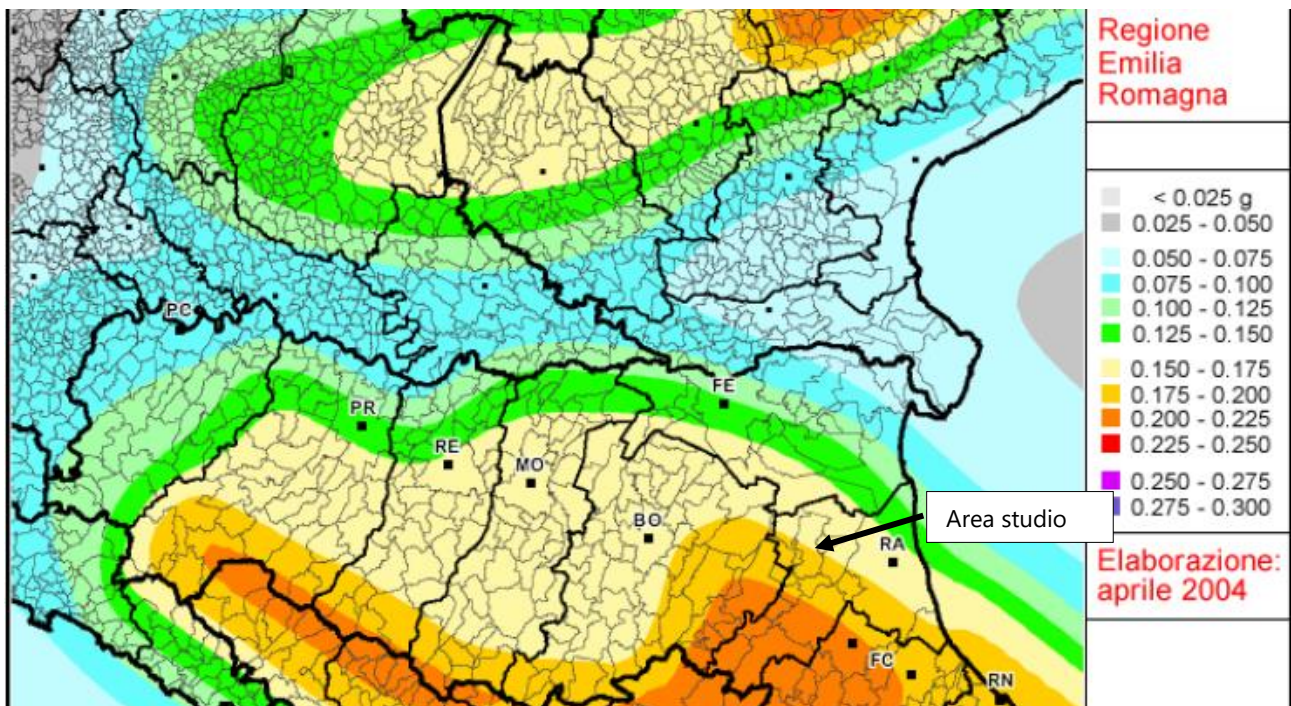 Regione
Emilia
Romagna
< 0.025 g
0.025 - 0.050
0.050 - 0.075
0.075 - 0.100
0.100 - 0.125
0.125 - 0.150
0.150 - 0.175
0.175 - 0.200
0.200 - 0.225
0.225 - 0.250
0.250 - 0.275
0.275 - 0.300
Elaborazione:
aprile 2004
PC
PR
RE
MO
FE
BO
Area studio
RA
FC
RN